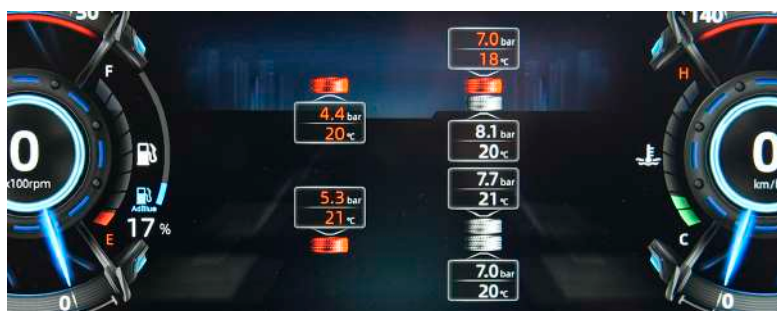 30
140
F
H
7.0 bar
18 °C
4.4 bar
20 °C
8.1 bar
20 °C
0
x100rpm
0
km/h
7.7 bar
21 °C
AdBlue
17 %
5.3 bar
21 °C
E
C
7.0 bar
20 °C
0
0